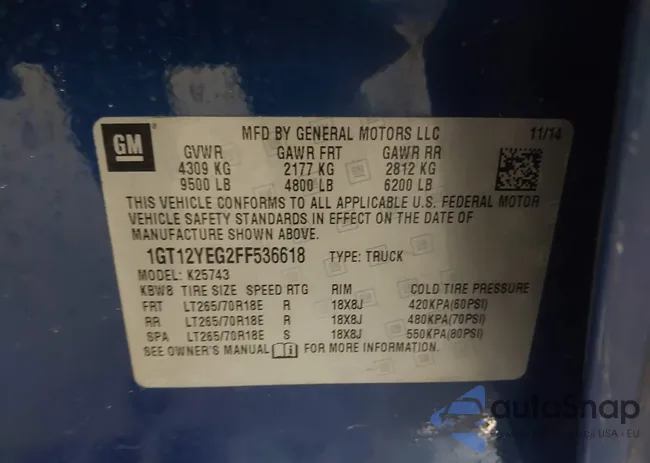 GM
MFD BY GENERAL MOTORS LLC 11/14
GVWR GAWR FRT GAWR RR
4309 KG 2177 KG 2812 KG
9500 LB 4800 LB 6200 LB
THIS VEHICLE CONFORMS TO ALL APPLICABLE U.S. FEDERAL MOTOR
VEHICLE SAFETY STANDARDS IN EFFECT ON THE DATE OF
MANUFACTURE SHOWN ABOVE.
1GT12YEG2FF536618 TYPE: TRUCK
MODEL: K25743
KBW8 TIRE SIZE SPEED RTG RIM COLD TIRE PRESSURE
FRT LT265/70R18E R 18X8J 420KPA(60PSI)
RR LT265/70R18E R 18X8J 480KPA(70PSI)
SPA LT265/70R18E S 18X8J 550KPA(80PSI)
SEE OWNER'S MANUAL FOR MORE INFORMATION.
autoSnap
USA - EU